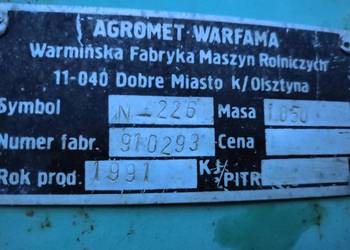 AGROMET WARFAMA
Warmińska Fabryka Maszyn Rolniczych
11-040 Dobre Miasto k/Olsztyna
Symbol N-226 Masa 1.050
Numer fabr. 910293 Cena
Rok prod. 1991 KJ/PITR